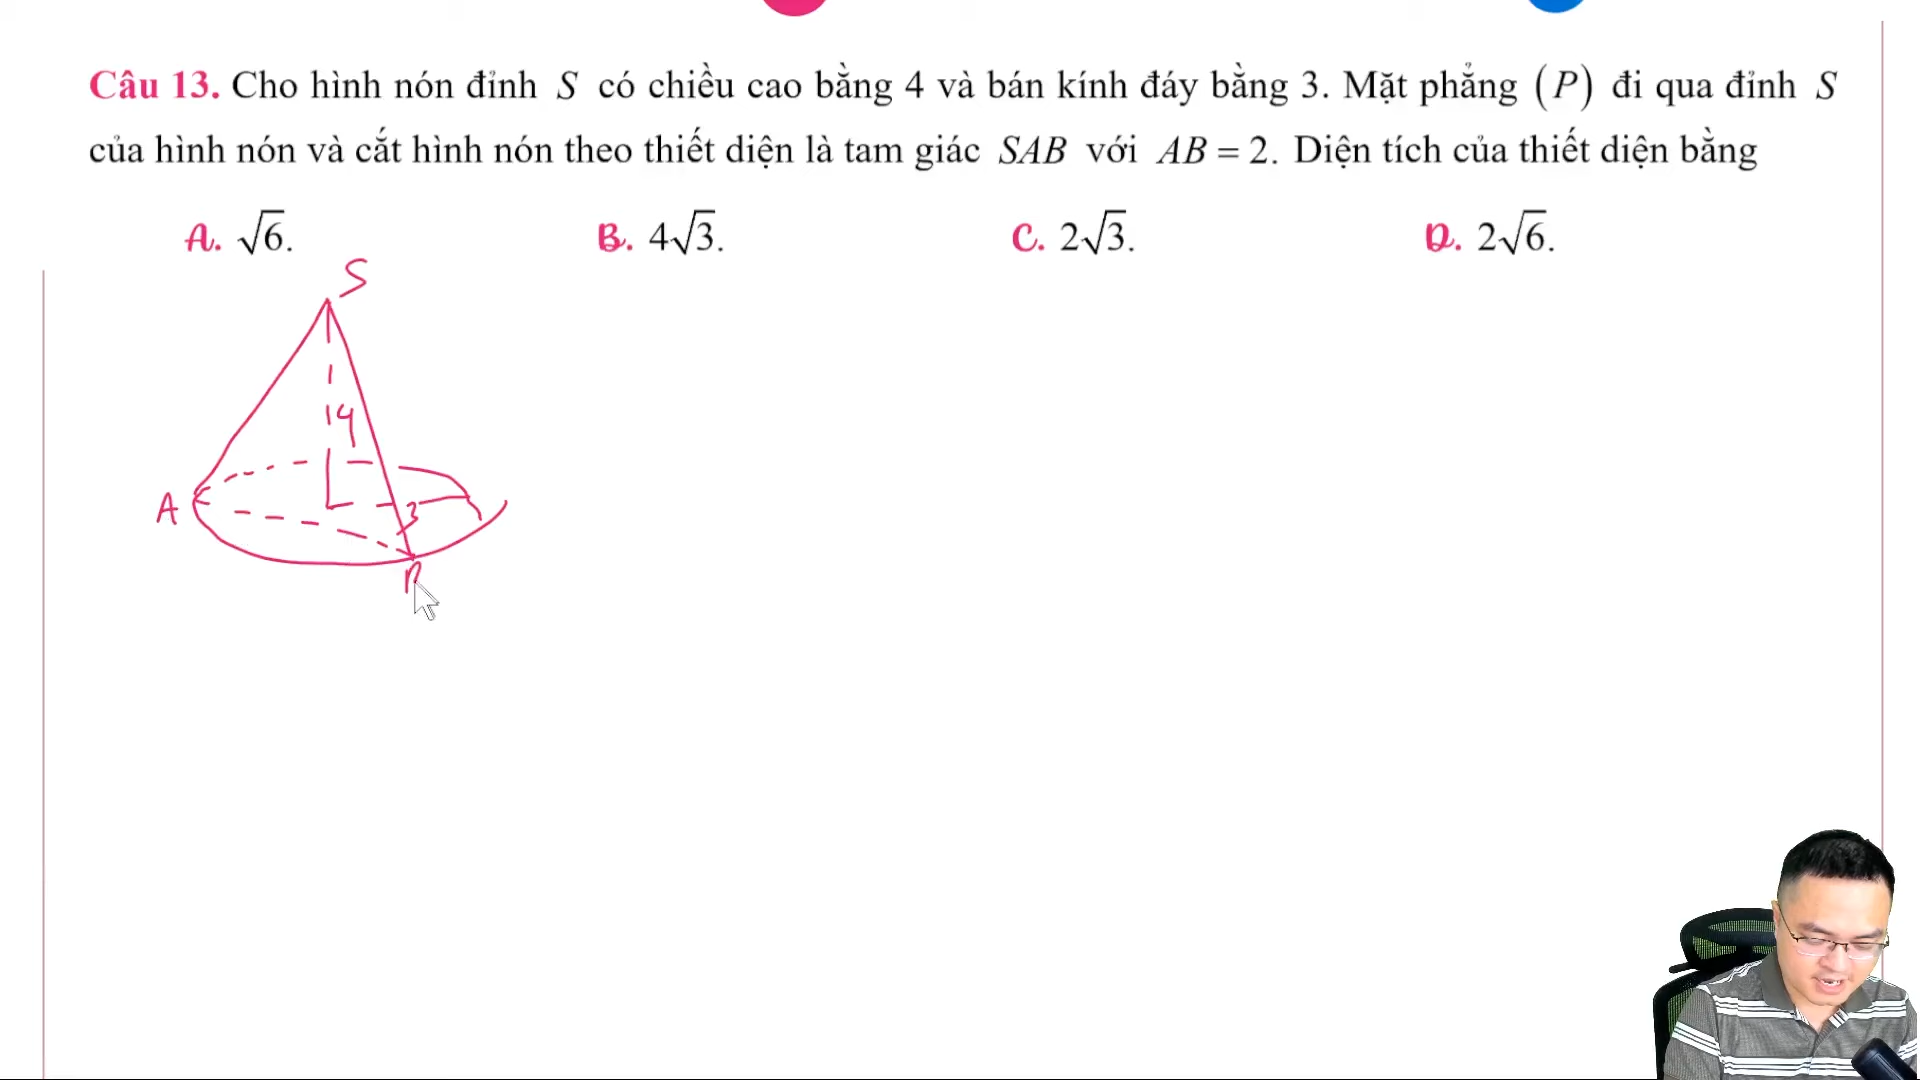 Câu 13. Cho hình nón đỉnh S có chiều cao bằng 4 và bán kính đáy bằng 3. Mặt phẳng (P) đi qua đỉnh S
của hình nón và cắt hình nón theo thiết diện là tam giác SAB với AB = 2. Diện tích của thiết diện bằng
A. √6. B. 4√3. C. 2√3. D. 2√6.
S
4
A
3